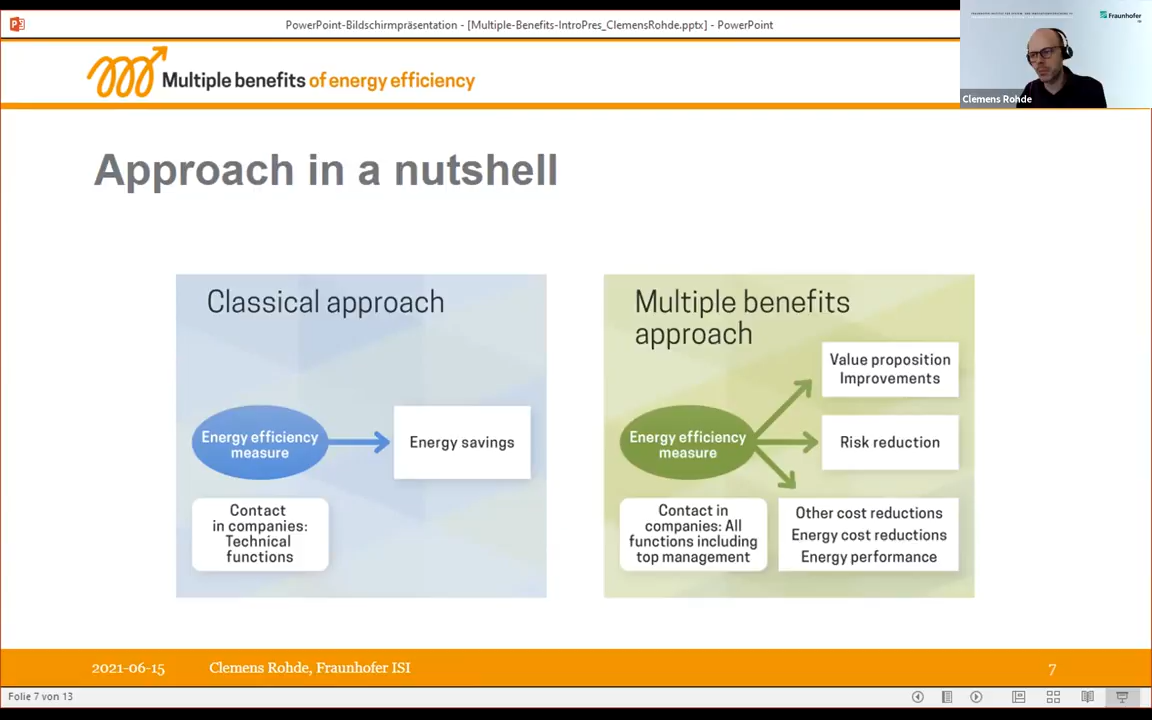 PowerPoint-Bildschirmpräsentation - [Multiple-Benefits-IntroPres_ClemensRohde.pptx] - PowerPoint
Fraunhofer
Clemens Rohde
Multiple benefits of energy efficiency
Approach in a nutshell
Classical approach
Energy efficiency
measure
Energy savings
Contact
in companies:
Technical
functions
Multiple benefits
approach
Value proposition
Improvements
Energy efficiency
measure
Risk reduction
Contact in
companies: All
functions including
top management
Other cost reductions
Energy cost reductions
Energy performance
2021-06-15
Clemens Rohde, Fraunhofer ISI
7
Folie 7 von 13